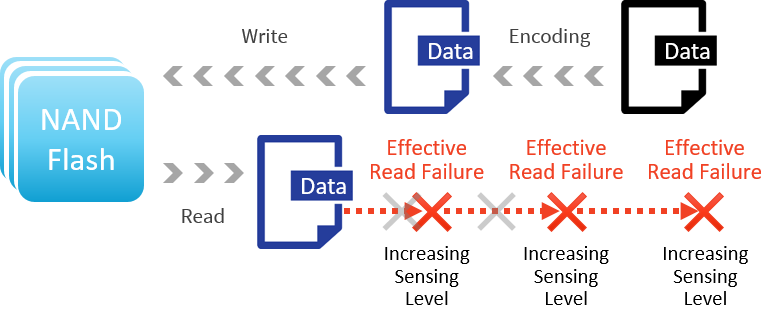 Write
Encoding
Data
Data
NAND
Flash
Effective
Read Failure
Effective
Read Failure
Effective
Read Failure
Data
Read
Increasing
Sensing
Level
Increasing
Sensing
Level
Increasing
Sensing
Level